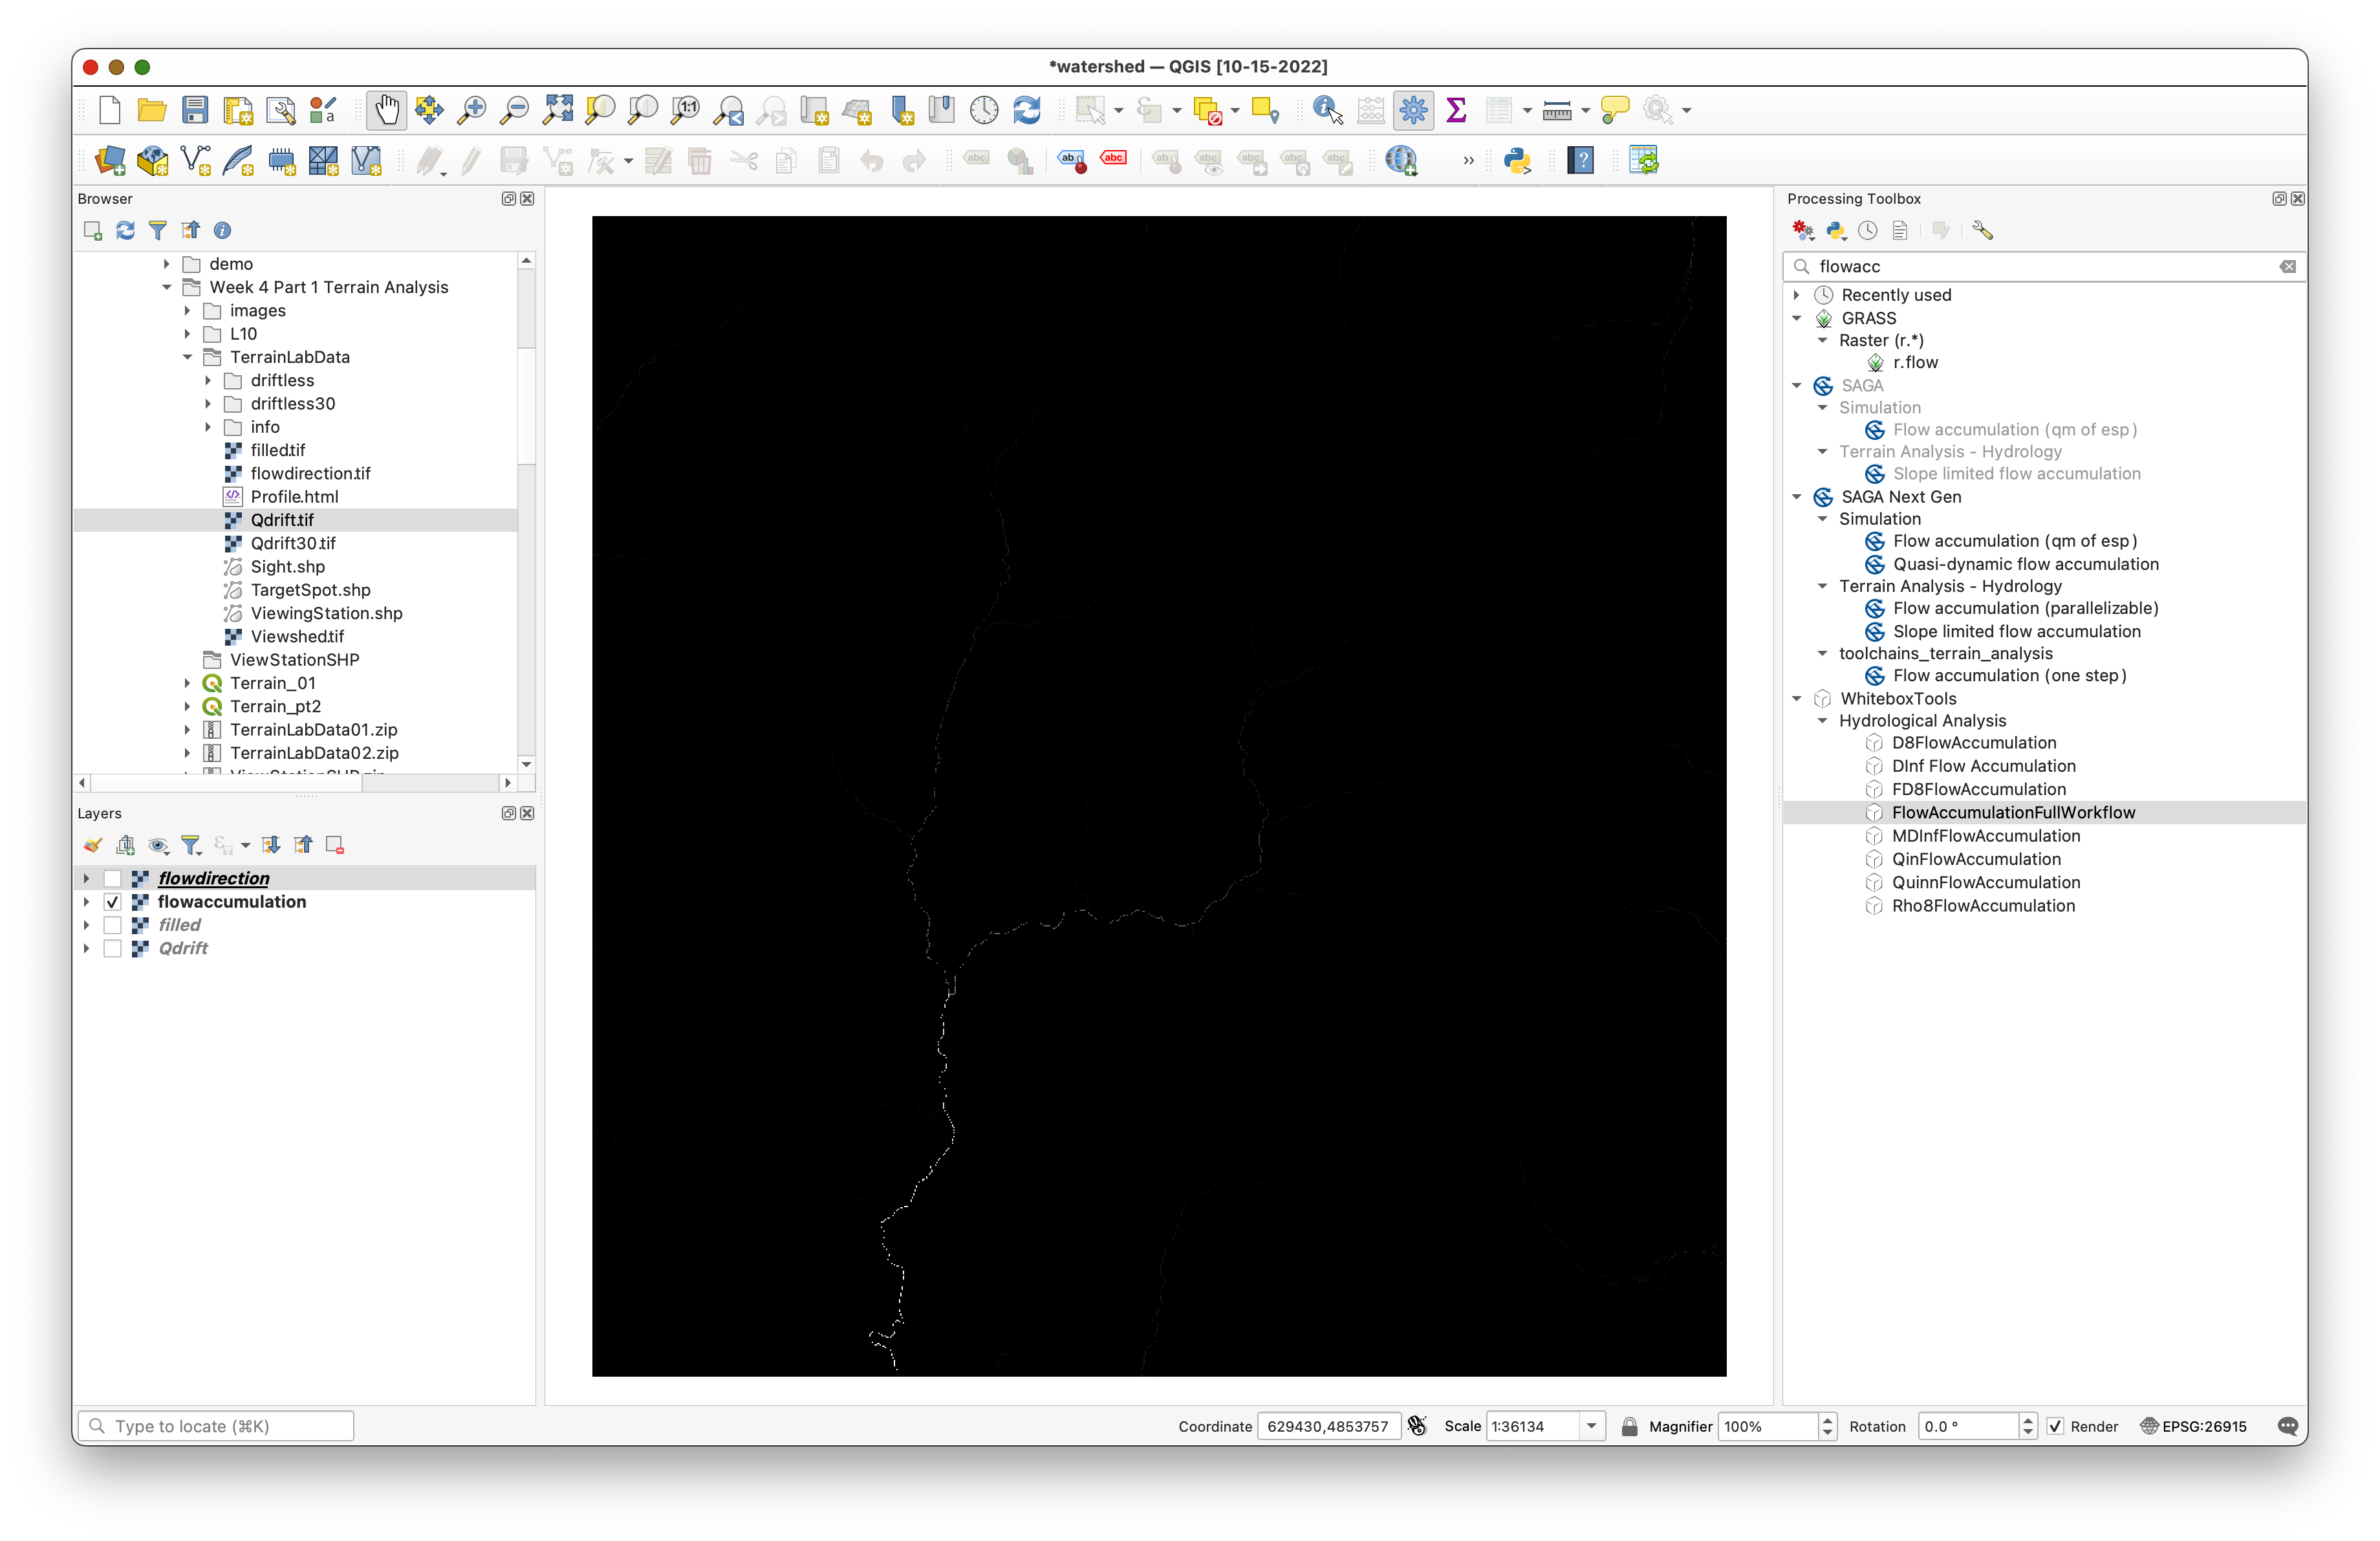 *watershed — QGIS [10-15-2022]
Browser
demo
Week 4 Part 1 Terrain Analysis
images
L10
TerrainLabData
driftless
driftless30
info
filled.tif
flowdirection.tif
Profile.html
Qdrift.tif
Qdrift30.tif
Sight.shp
TargetSpot.shp
ViewingStation.shp
Viewshed.tif
ViewStationSHP
Terrain_01
Terrain_pt2
TerrainLabData01.zip
TerrainLabData02.zip
Layers
flowdirection
flowaccumulation
filled
Qdrift
Processing Toolbox
flowacc
Recently used
GRASS
Raster (r.*)
r.flow
SAGA
Simulation
Flow accumulation (qm of esp)
Terrain Analysis - Hydrology
Slope limited flow accumulation
SAGA Next Gen
Simulation
Flow accumulation (qm of esp)
Quasi-dynamic flow accumulation
Terrain Analysis - Hydrology
Flow accumulation (parallelizable)
Slope limited flow accumulation
toolchains_terrain_analysis
Flow accumulation (one step)
WhiteboxTools
Hydrological Analysis
D8FlowAccumulation
DInf Flow Accumulation
FD8FlowAccumulation
FlowAccumulationFullWorkflow
MDInfFlowAccumulation
QinFlowAccumulation
QuinnFlowAccumulation
Rho8FlowAccumulation
Type to locate (⌘K)
Coordinate 629430,4853757 Scale 1:36134 Magnifier 100% Rotation 0.0 ° Render EPSG:26915